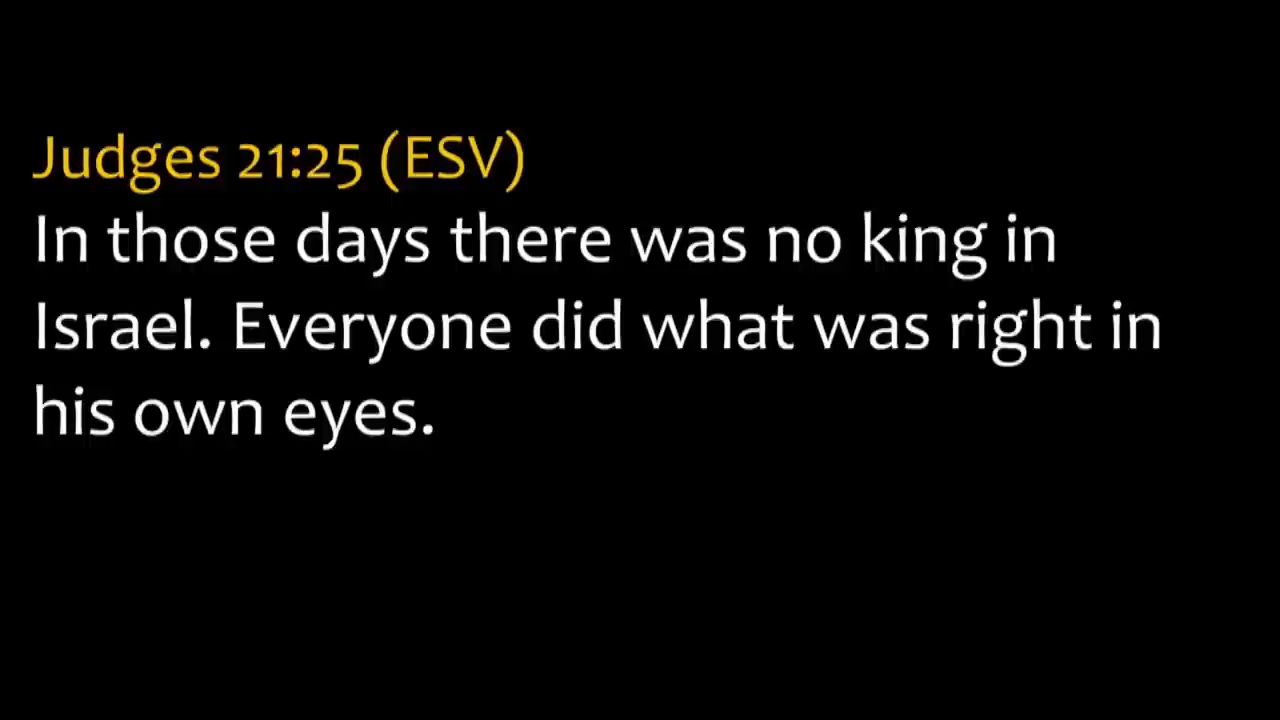 Judges 21:25 (ESV)
In those days there was no king in
Israel. Everyone did what was right in
his own eyes.